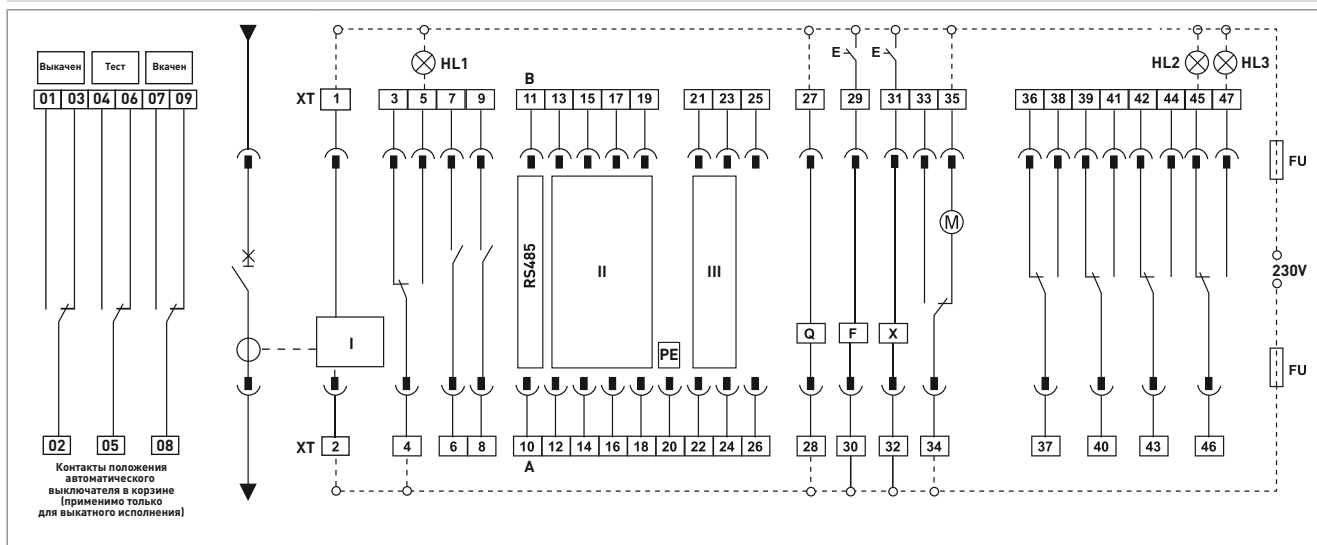 Выкачен Тест Вкачен
01 03 04 06 07 09
02 05 08
Контакты положения
автоматического
выключателя в корзине
(применимо только
для выкатного исполнения)
HL1
B
E
E
HL2
HL3
XT 1 3 5 7 9 11 13 15 17 19 21 23 25 27 29 31 33 35 36 38 39 41 42 44 45 47
FU
M
RS485
II
III
230V
I
PE
Q
F
X
FU
XT 2 4 6 8 10 12 14 16 18 20 22 24 26 28 30 32 34 37 40 43 46
A